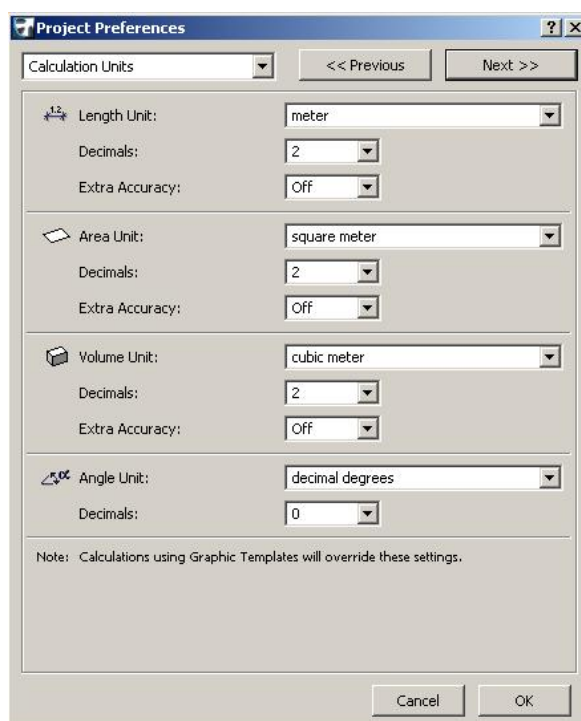 Project Preferences
Calculation Units << Previous Next >>
1.2 Length Unit: meter
Decimals: 2
Extra Accuracy: Off
Area Unit: square meter
Decimals: 2
Extra Accuracy: Off
Volume Unit: cubic meter
Decimals: 2
Extra Accuracy: Off
α Angle Unit: decimal degrees
Decimals: 0
Note: Calculations using Graphic Templates will override these settings.
Cancel OK